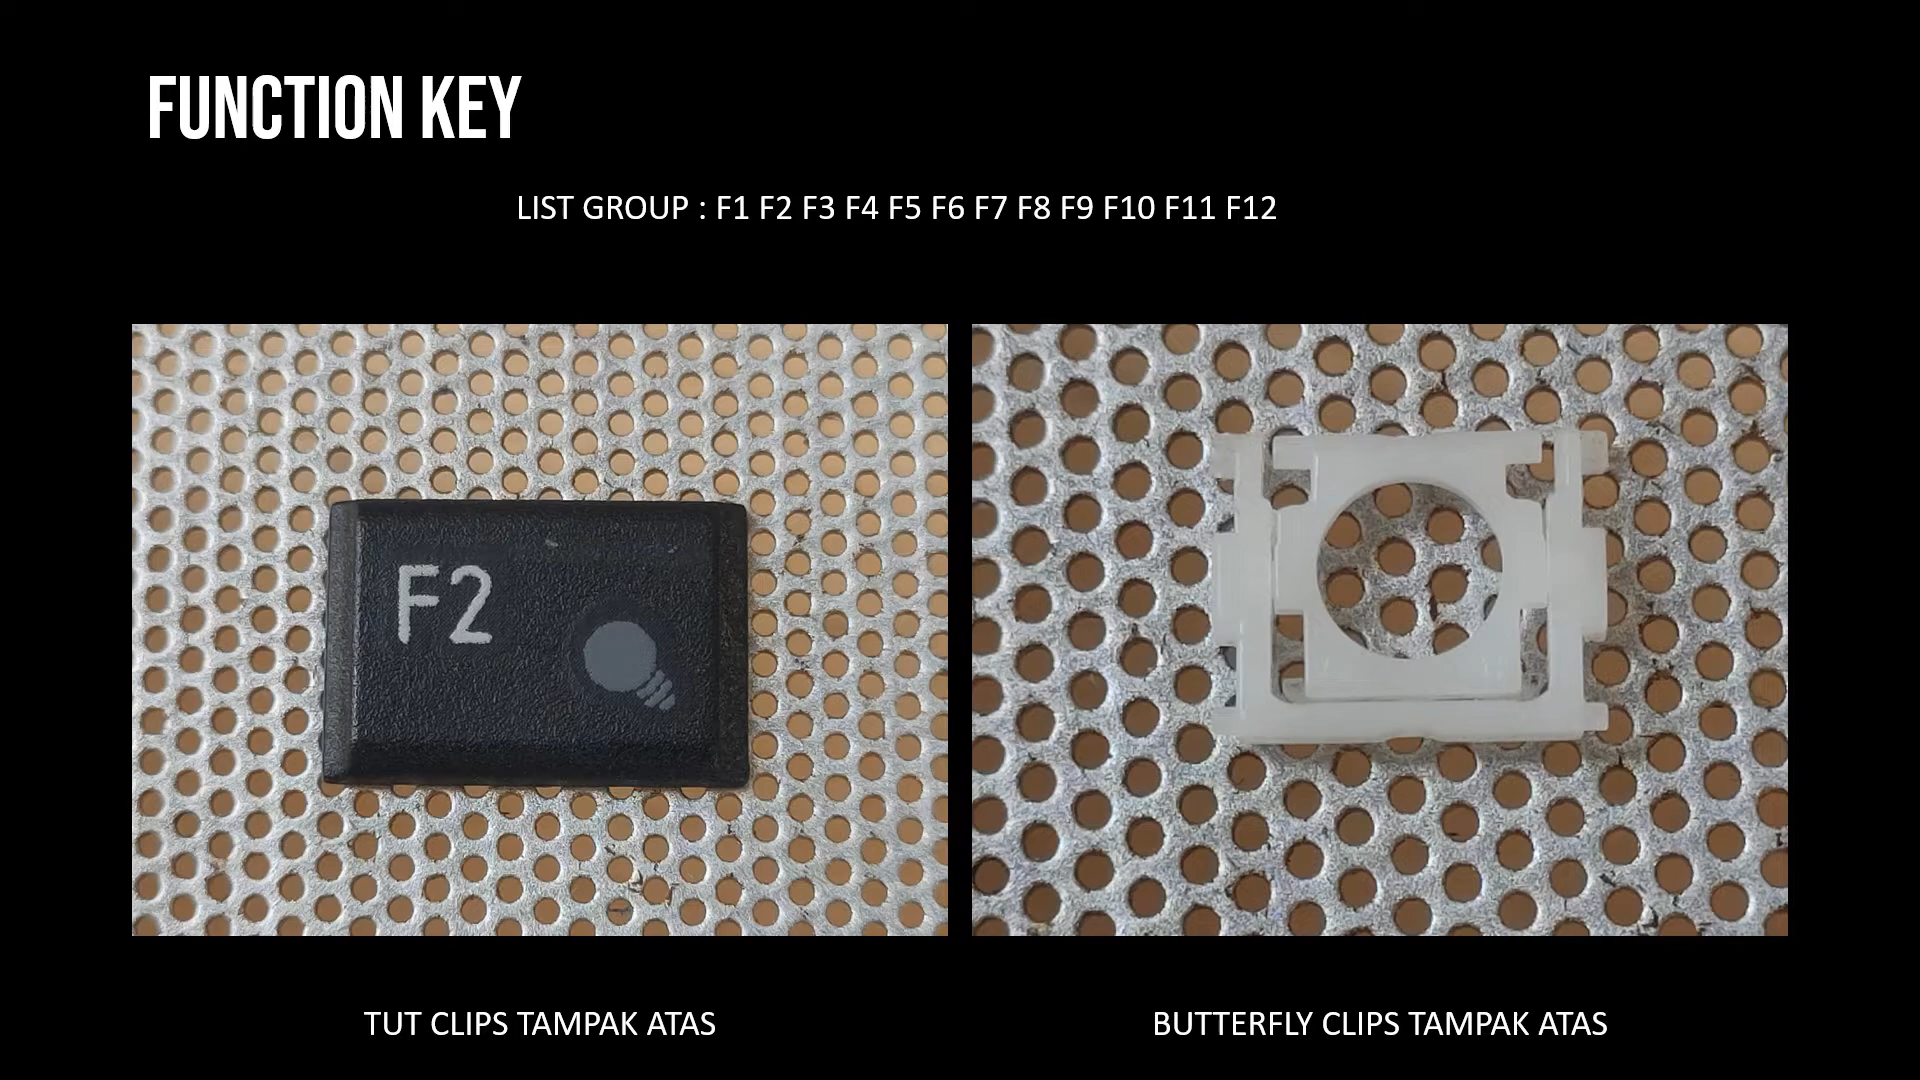 FUNCTION KEY
LIST GROUP : F1 F2 F3 F4 F5 F6 F7 F8 F9 F10 F11 F12
F2
TUT CLIPS TAMPAK ATAS
BUTTERFLY CLIPS TAMPAK ATAS